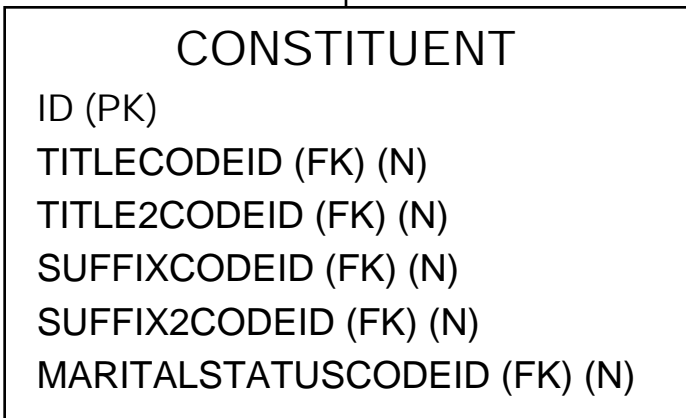 CONSTITUENT
ID (PK)
TITLECODEID (FK) (N)
TITLE2CODEID (FK) (N)
SUFFIXCODEID (FK) (N)
SUFFIX2CODEID (FK) (N)
MARITALSTATUSCODEID (FK) (N)